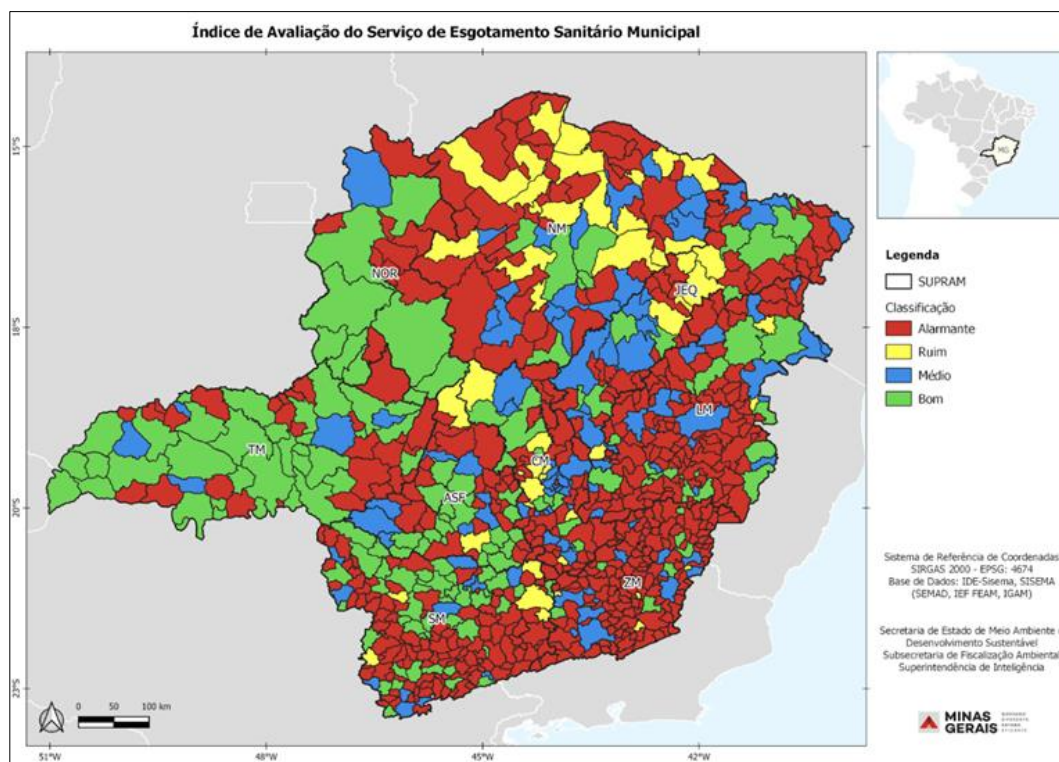 Índice de Avaliação do Serviço de Esgotamento Sanitário Municipal
15°S
18°S
20°S
23°S
51°W
48°W
45°W
42°W
NM
NOR
JEQ
LM
TM
CM
ASF
ZM
SM
0 50 100 km
MG
Legenda
SUPRAM
Classificação
Alarmante
Ruim
Médio
Bom
Sistema de Referência de Coordenadas
SIRGAS 2000 - EPSG: 4674
Base de Dados: IDE-Sisema, SISEMA
(SEMAD, IEF FEAM, IGAM)
Secretaria de Estado de Meio Ambiente
Desenvolvimento Sustentável
Subsecretaria de Fiscalização Ambiental
Superintendência de Inteligência
MINAS
GERAIS